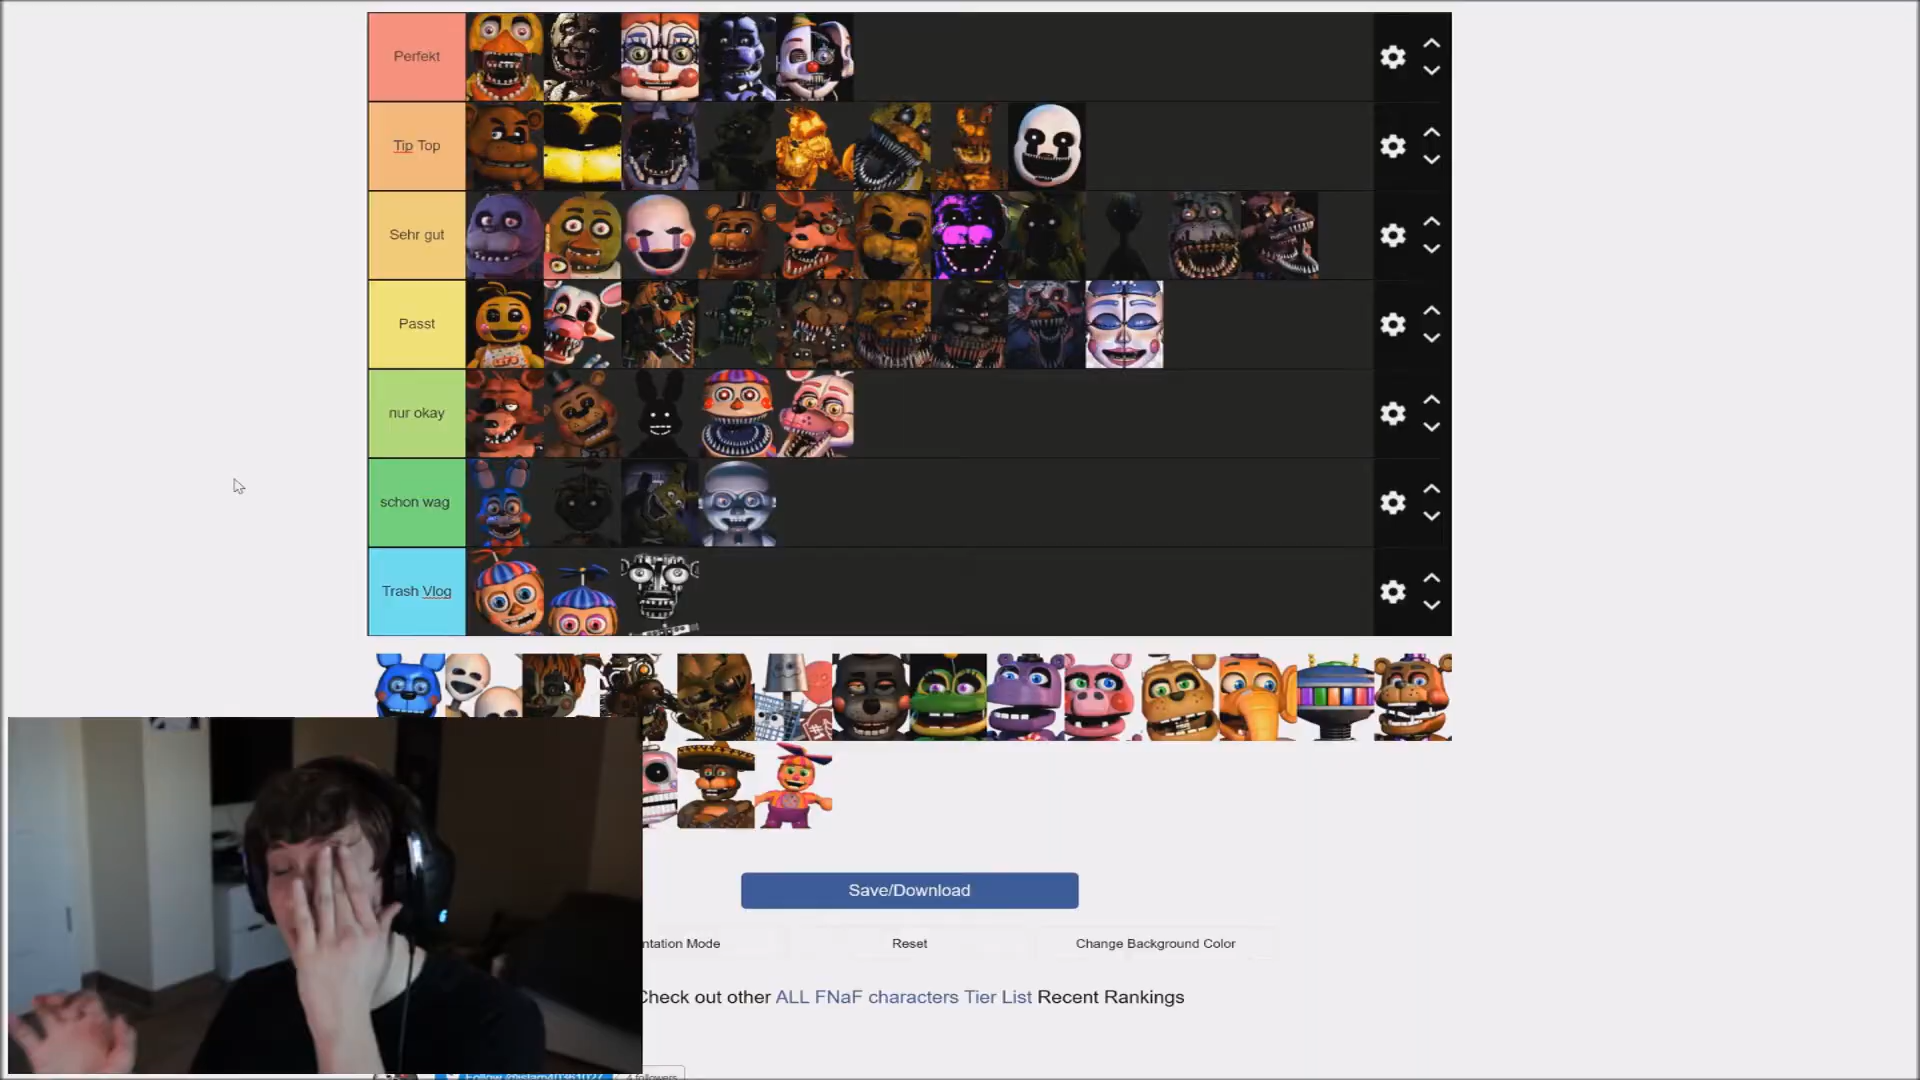 Perfekt
Tip Top
Sehr gut
Passt
nur okay
schon wag
Trash Vlog
Save/Download
ntation Mode
Reset
Change Background Color
Check out other ALL FNaF characters Tier List Recent Rankings